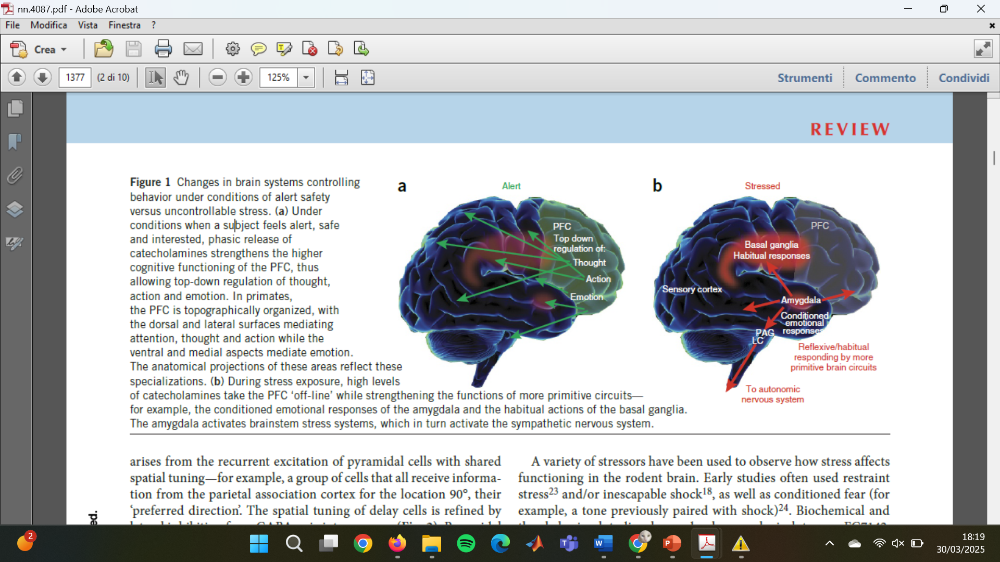 nn.4087.pdf - Adobe Acrobat
File Modifica Vista Finestra ?
Crea
1377 (2 di 10) 125% Strumenti Commento Condividi
REVIEW
Figure 1 Changes in brain systems controlling
behavior under conditions of alert safety
versus uncontrollable stress. (a) Under
conditions when a subject feels alert, safe
and interested, phasic release of
catecholamines strengthens the higher
cognitive functioning of the PFC, thus
allowing top-down regulation of thought,
action and emotion. In primates,
the PFC is topographically organized, with
the dorsal and lateral surfaces mediating
attention, thought and action while the
ventral and medial aspects mediate emotion.
The anatomical projections of these areas reflect these
specializations. (b) During stress exposure, high levels
of catecholamines take the PFC ‘off-line’ while strengthening the functions of more primitive circuits—
for example, the conditioned emotional responses of the amygdala and the habitual actions of the basal ganglia.
The amygdala activates brainstem stress systems, which in turn activate the sympathetic nervous system.
a
Alert
PFC
Top down
regulation of:
Thought
Action
Emotion
b
Stressed
PFC
Basal ganglia
Habitual responses
Sensory cortex
Amygdala
Conditioned
emotional
responses
PAG
LC
Reflexive/habitual
responding by more
primitive brain circuits
To autonomic
nervous system
arises from the recurrent excitation of pyramidal cells with shared
spatial tuning—for example, a group of cells that all receive informa-
tion from the parietal association cortex for the location 90°, their
‘preferred direction’. The spatial tuning of delay cells is refined by
A variety of stressors have been used to observe how stress affects
functioning in the rodent brain. Early studies often used restraint
stress23 and/or inescapable shock18, as well as conditioned fear (for
example, a tone previously paired with shock)24. Biochemical and
ed.
2
18:19
30/03/2025